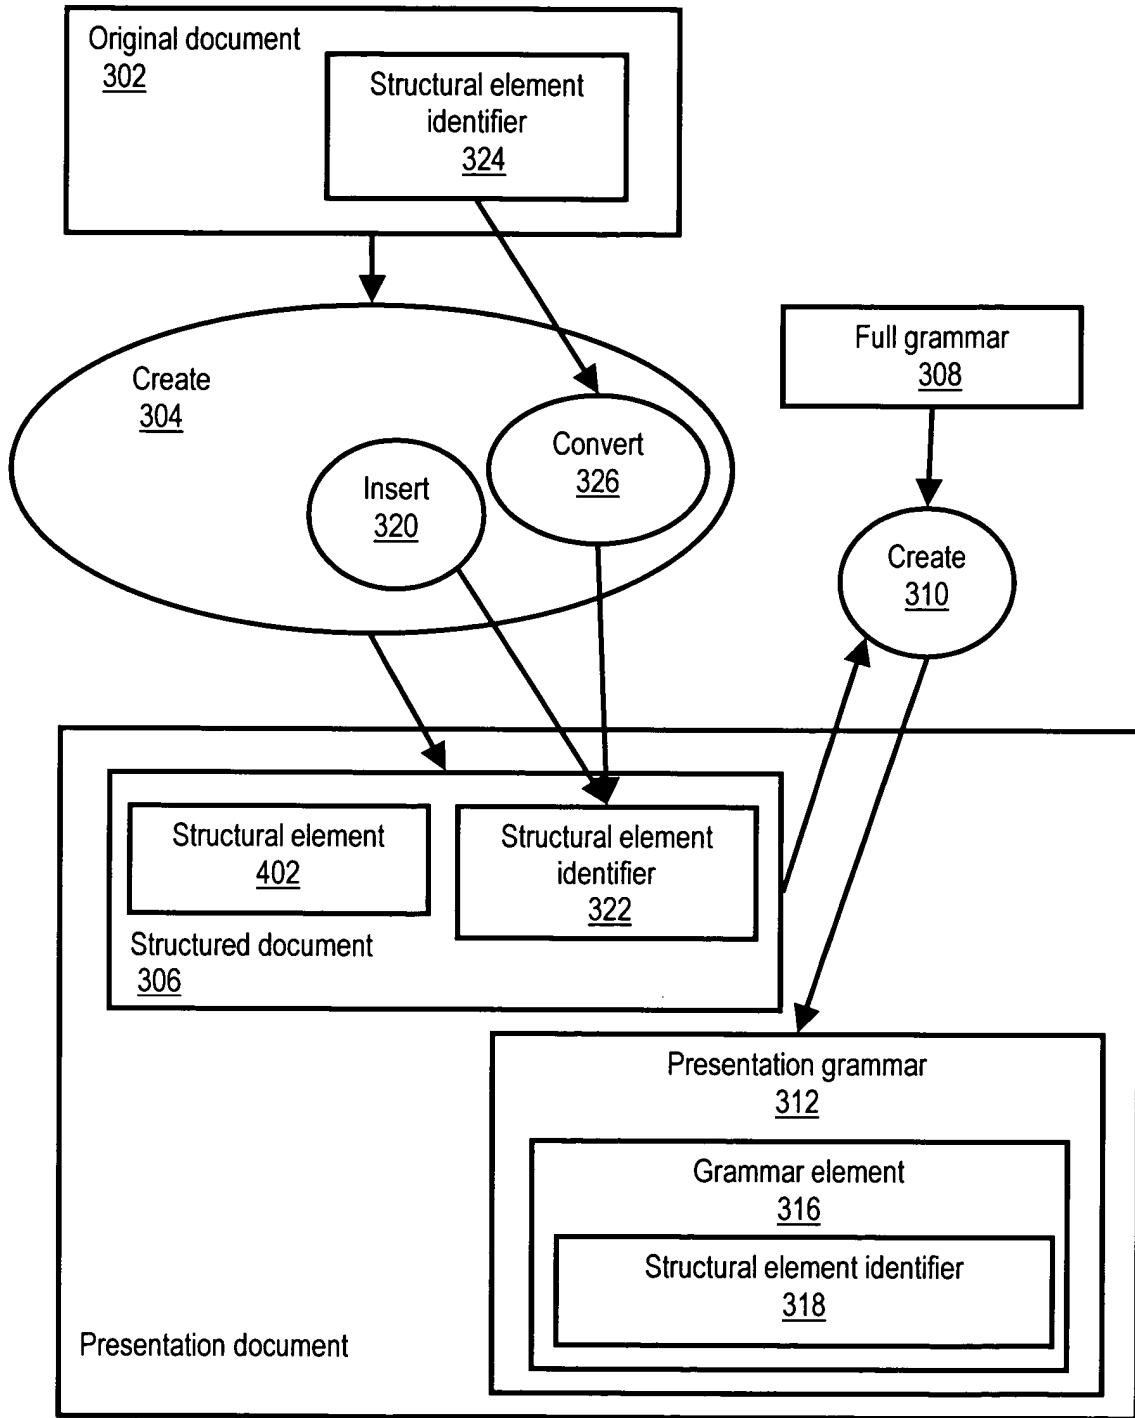 Original document
302
Structural element
identifier
324
Create
304
Convert
326
Insert
320
Full grammar
308
Create
310
Structural element
402
Structural element
identifier
322
Structured document
306
Presentation grammar
312
Grammar element
316
Structural element identifier
318
Presentation document